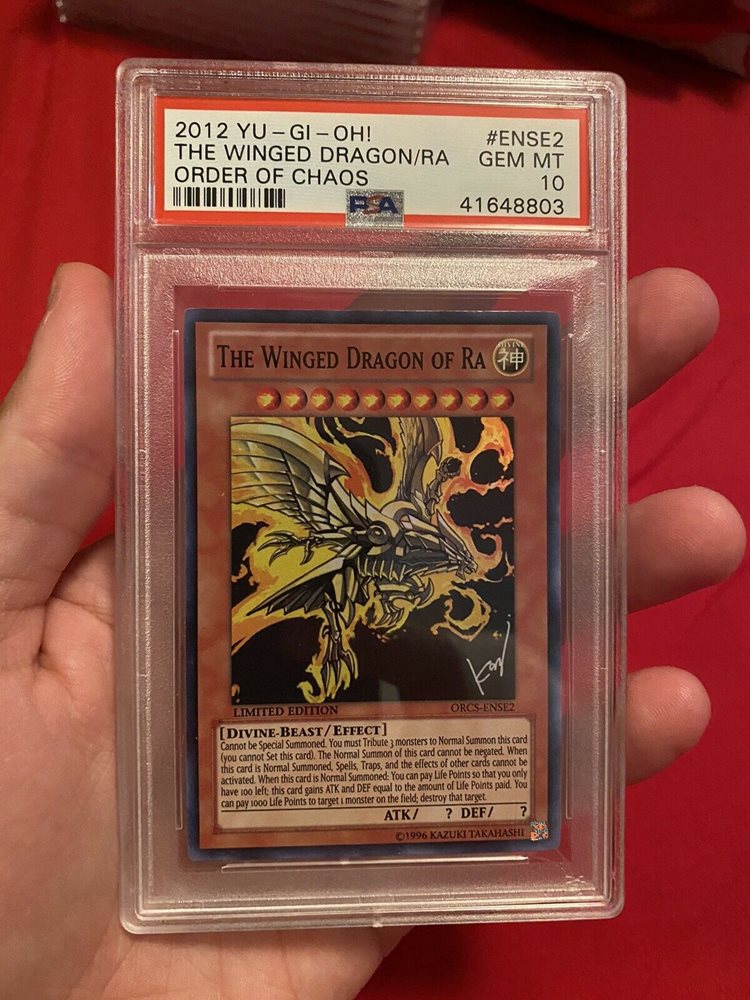 2012 YU-GI-OH! #ENSE2
THE WINGED DRAGON/RA GEM MT
ORDER OF CHAOS 10
PSA 41648803
THE WINGED DRAGON OF RA
DIVINE
神
Kazu
LIMITED EDITION ORCS-ENSE2
[DIVINE-BEAST/EFFECT]
Cannot be Special Summoned. You must Tribute 3 monsters to Normal Summon this card
(you cannot Set this card). The Normal Summon of this card cannot be negated. When
this card is Normal Summoned, Spells, Traps, and the effects of other cards cannot be
activated. When this card is Normal Summoned: You can pay Life Points so that you only
have 100 left; this card gains ATK and DEF equal to the amount of Life Points paid. You
can pay 1000 Life Points to target 1 monster on the field; destroy that target.
ATK/ ? DEF/ ?
©1996 KAZUKI TAKAHASHI